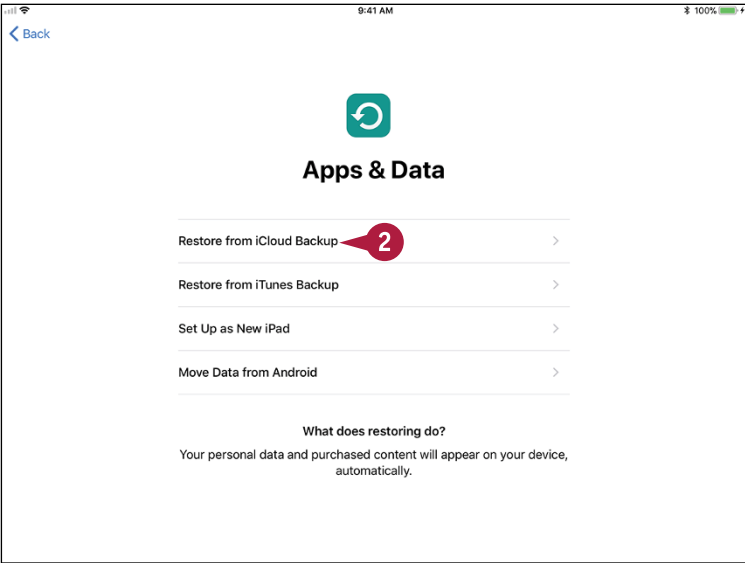 9:41 AM
100%
Back
Apps & Data
Restore from iCloud Backup
2
Restore from iTunes Backup
Set Up as New iPad
Move Data from Android
What does restoring do?
Your personal data and purchased content will appear on your device,
automatically.